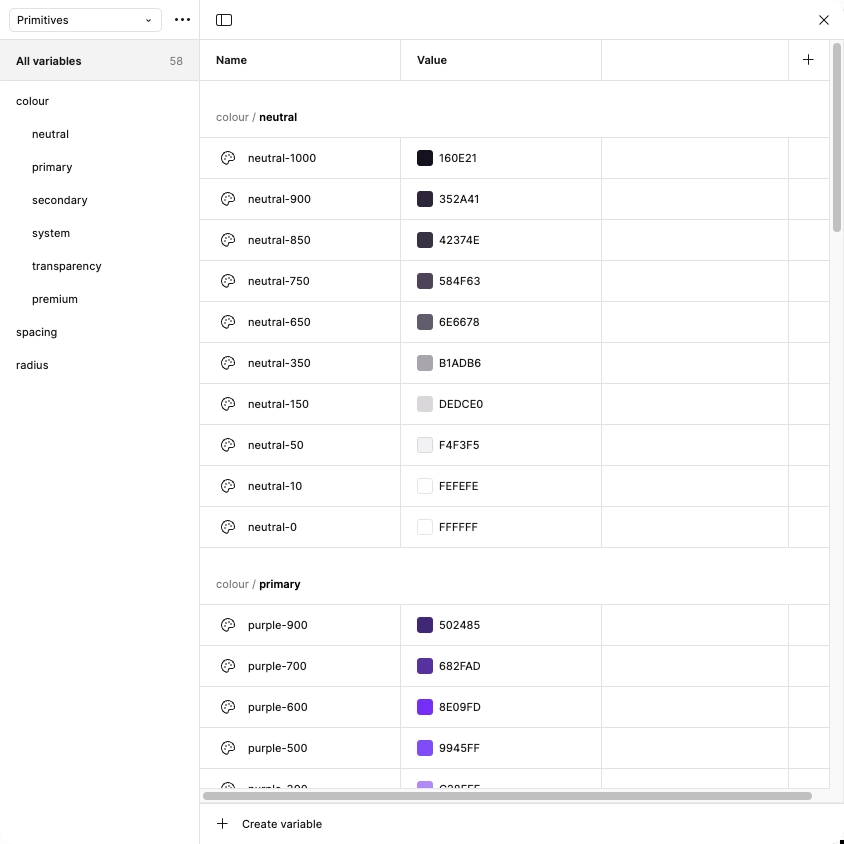 Primitives
All variables 58
colour
neutral
primary
secondary
system
transparency
premium
spacing
radius
Name Value
colour / neutral
neutral-1000 160E21
neutral-900 352A41
neutral-850 42374E
neutral-750 584F63
neutral-650 6E6678
neutral-350 B1ADB6
neutral-150 DEDCE0
neutral-50 F4F3F5
neutral-10 FEFEFE
neutral-0 FFFFFF
colour / primary
purple-900 502485
purple-700 682FAD
purple-600 8E09FD
purple-500 9945FF
Create variable